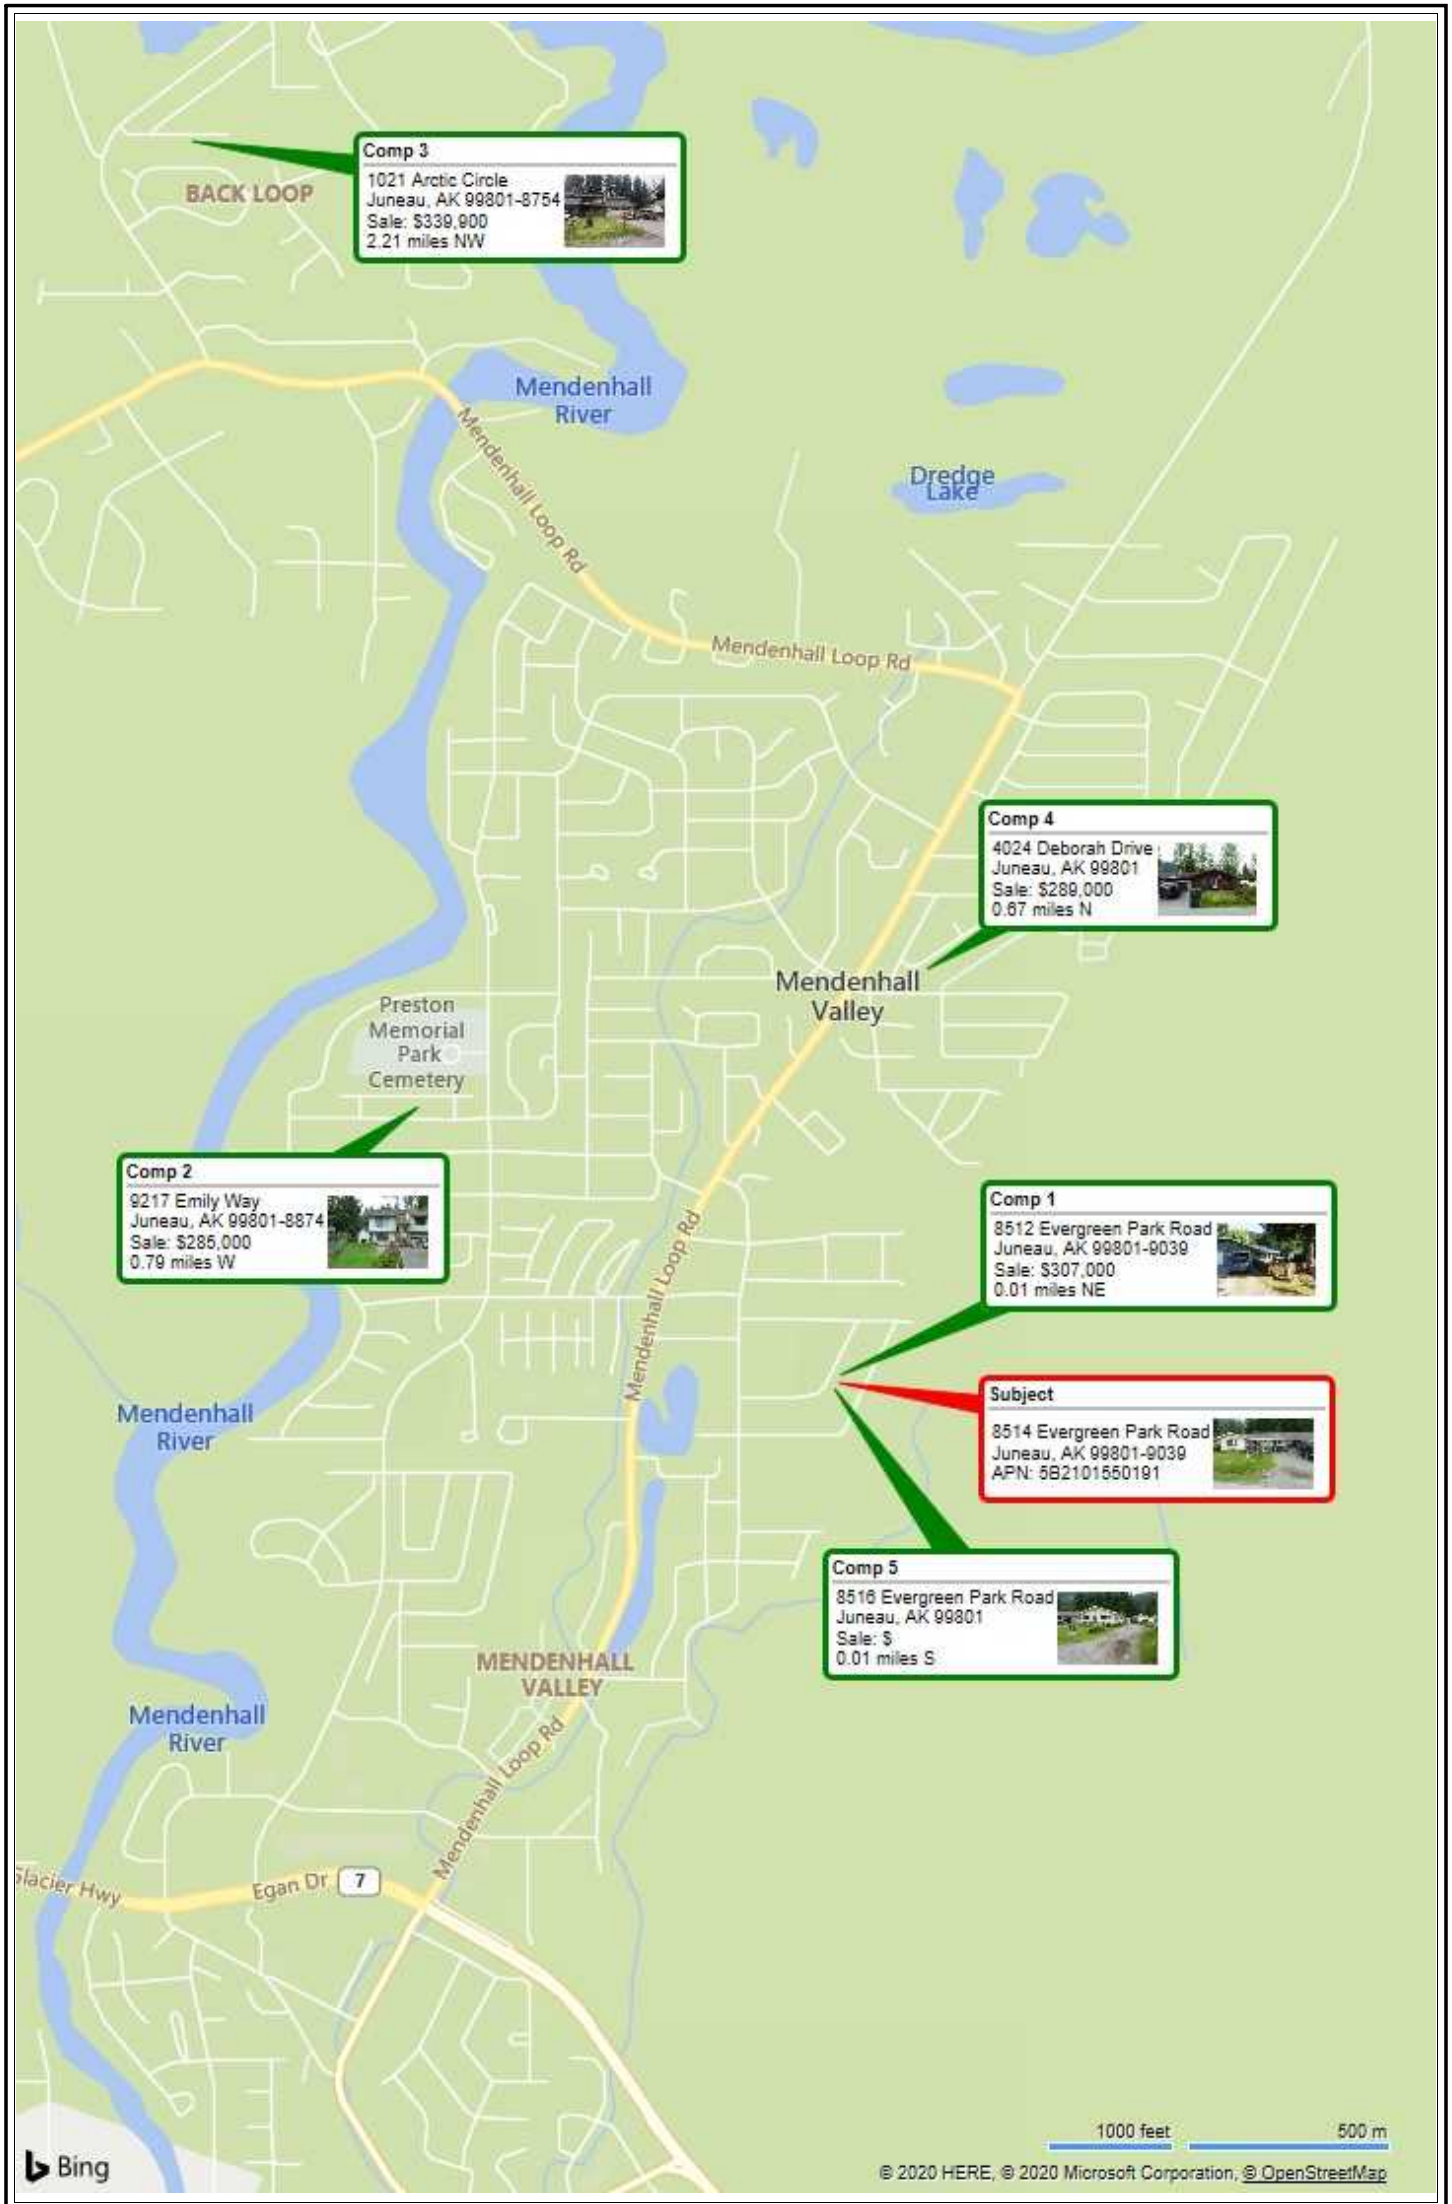 Comp 3
1021 Arctic Circle
Juneau, AK 99801-8754
Sale: $339,900
2.21 miles NW
BACK LOOP
Mendenhall
River
Mendenhall Loop Rd
Dredge
Lake
Mendenhall Loop Rd
Comp 4
4024 Deborah Drive
Juneau, AK 99801
Sale: $289,000
0.67 miles N
Mendenhall
Valley
Preston
Memorial
Park
Cemetery
Comp 2
9217 Emily Way
Juneau, AK 99801-8874
Sale: $285,000
0.79 miles W
Comp 1
8512 Evergreen Park Road
Juneau, AK 99801-9039
Sale: $307,000
0.01 miles NE
Mendenhall Loop Rd
Subject
8514 Evergreen Park Road
Juneau, AK 99801-9039
APN: 5B2101550191
Mendenhall
River
Comp 5
8516 Evergreen Park Road
Juneau, AK 99801
Sale: $
0.01 miles S
MENDENHALL
VALLEY
Mendenhall
River
Mendenhall Loop Rd
Glacier Hwy
Egan Dr
7
1000 feet
500 m
Bing
© 2020 HERE, © 2020 Microsoft Corporation, © OpenStreetMap